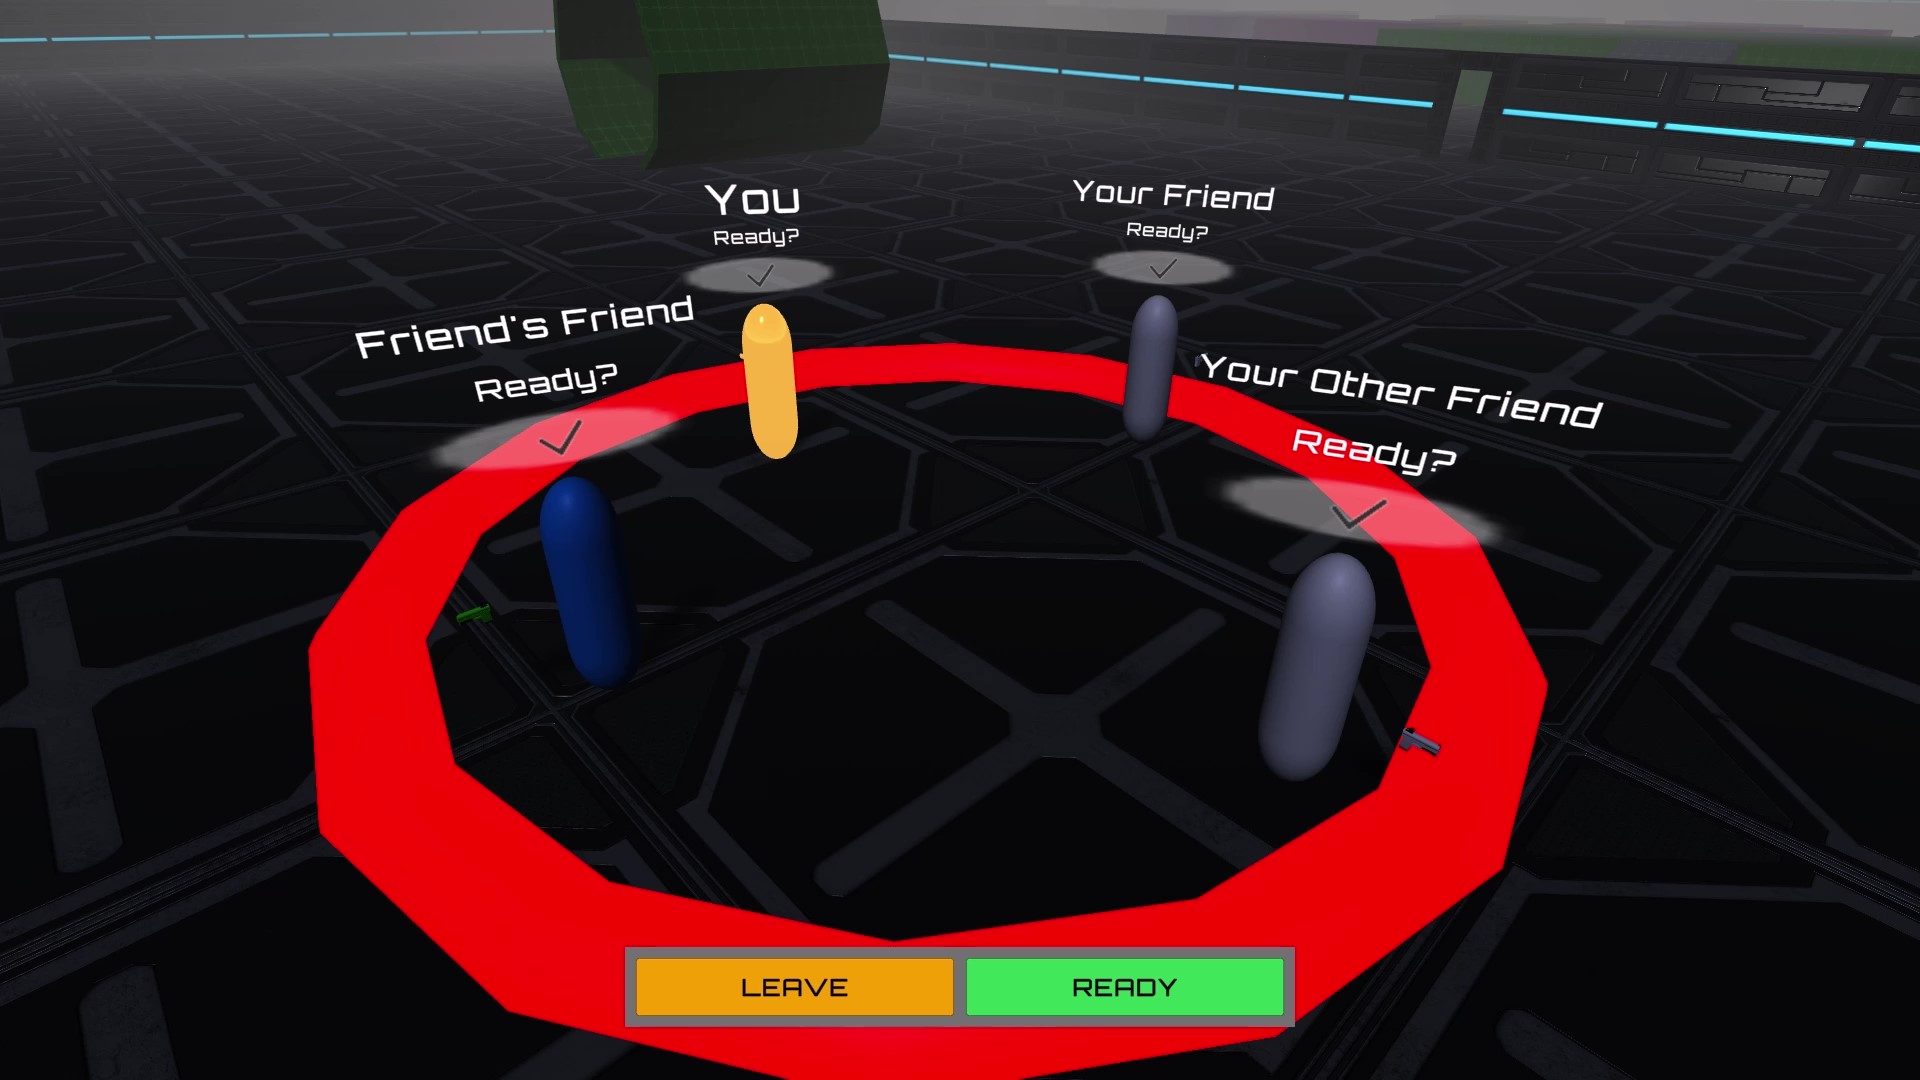 You
Ready?
Your Friend
Ready?
Friend's Friend
Ready?
Your Other Friend
Ready?
LEAVE
READY